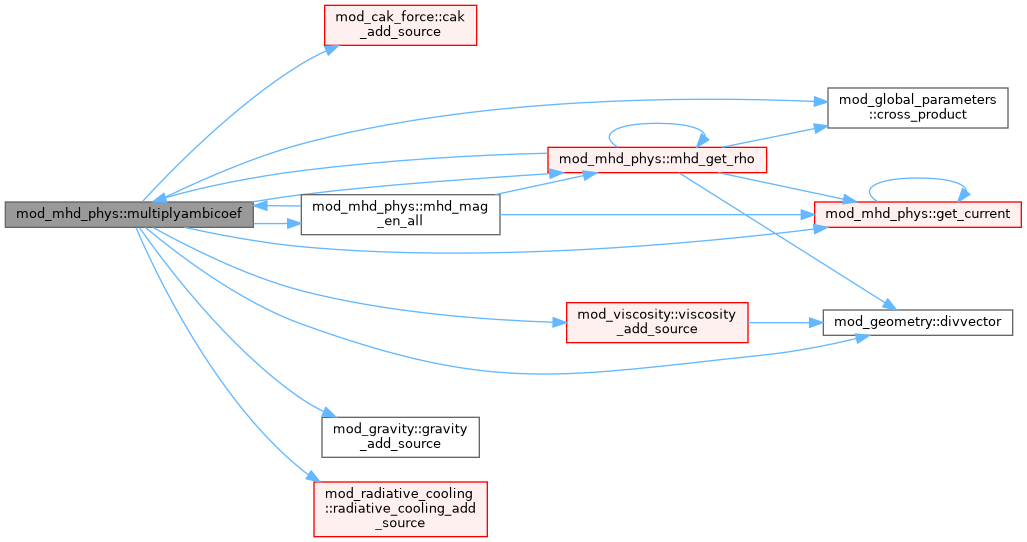 mod_cak_force::cak
_add_source
mod_global_parameters
::cross_product
mod_mhd_phys::mhd_get_rho
mod_mhd_phys::multiplyambicoef
mod_mhd_phys::mhd_mag
_en_all
mod_mhd_phys::get_current
mod_viscosity::viscosity
_add_source
mod_geometry::divvector
mod_gravity::gravity
_add_source
mod_radiative_cooling
::radiative_cooling_add
_source